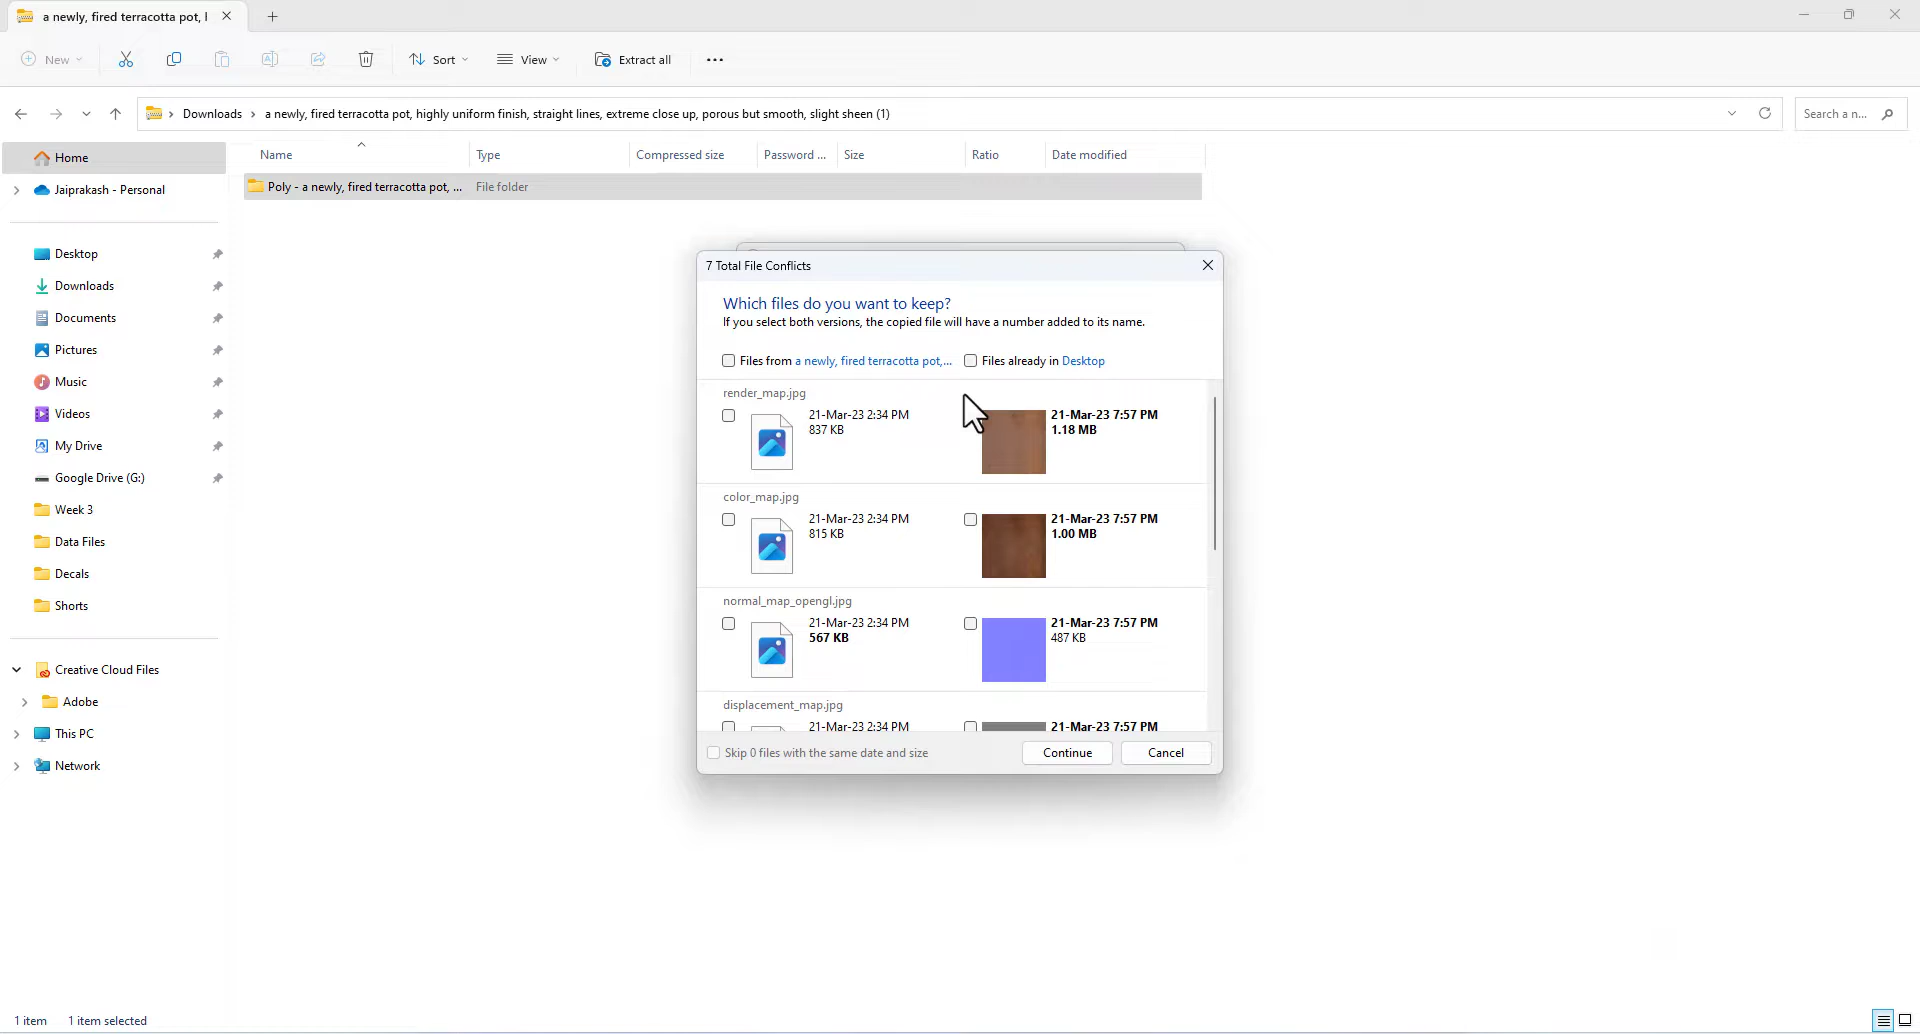 a newly, fired terracotta pot, l
New
Sort
View
Extract all
Downloads
a newly, fired terracotta pot, highly uniform finish, straight lines, extreme close up, porous but smooth, slight sheen (1)
Search a n...
Name
Type
Compressed size
Password ...
Size
Ratio
Date modified
Home
Poly - a newly, fired terracotta pot, ...
File folder
Jaiprakash - Personal
Desktop
Downloads
Documents
Pictures
Music
Videos
My Drive
Google Drive (G:)
Week 3
Data Files
Decals
Shorts
Creative Cloud Files
Adobe
This PC
Network
7 Total File Conflicts
Which files do you want to keep?
If you select both versions, the copied file will have a number added to its name.
Files from a newly, fired terracotta pot,...
Files already in Desktop
render_map.jpg
21-Mar-23 2:34 PM
837 KB
21-Mar-23 7:57 PM
1.18 MB
color_map.jpg
21-Mar-23 2:34 PM
815 KB
21-Mar-23 7:57 PM
1.00 MB
normal_map_opengl.jpg
21-Mar-23 2:34 PM
567 KB
21-Mar-23 7:57 PM
487 KB
displacement_map.jpg
21-Mar-23 2:34 PM
21-Mar-23 7:57 PM
Skip 0 files with the same date and size
Continue
Cancel
1 item
1 item selected